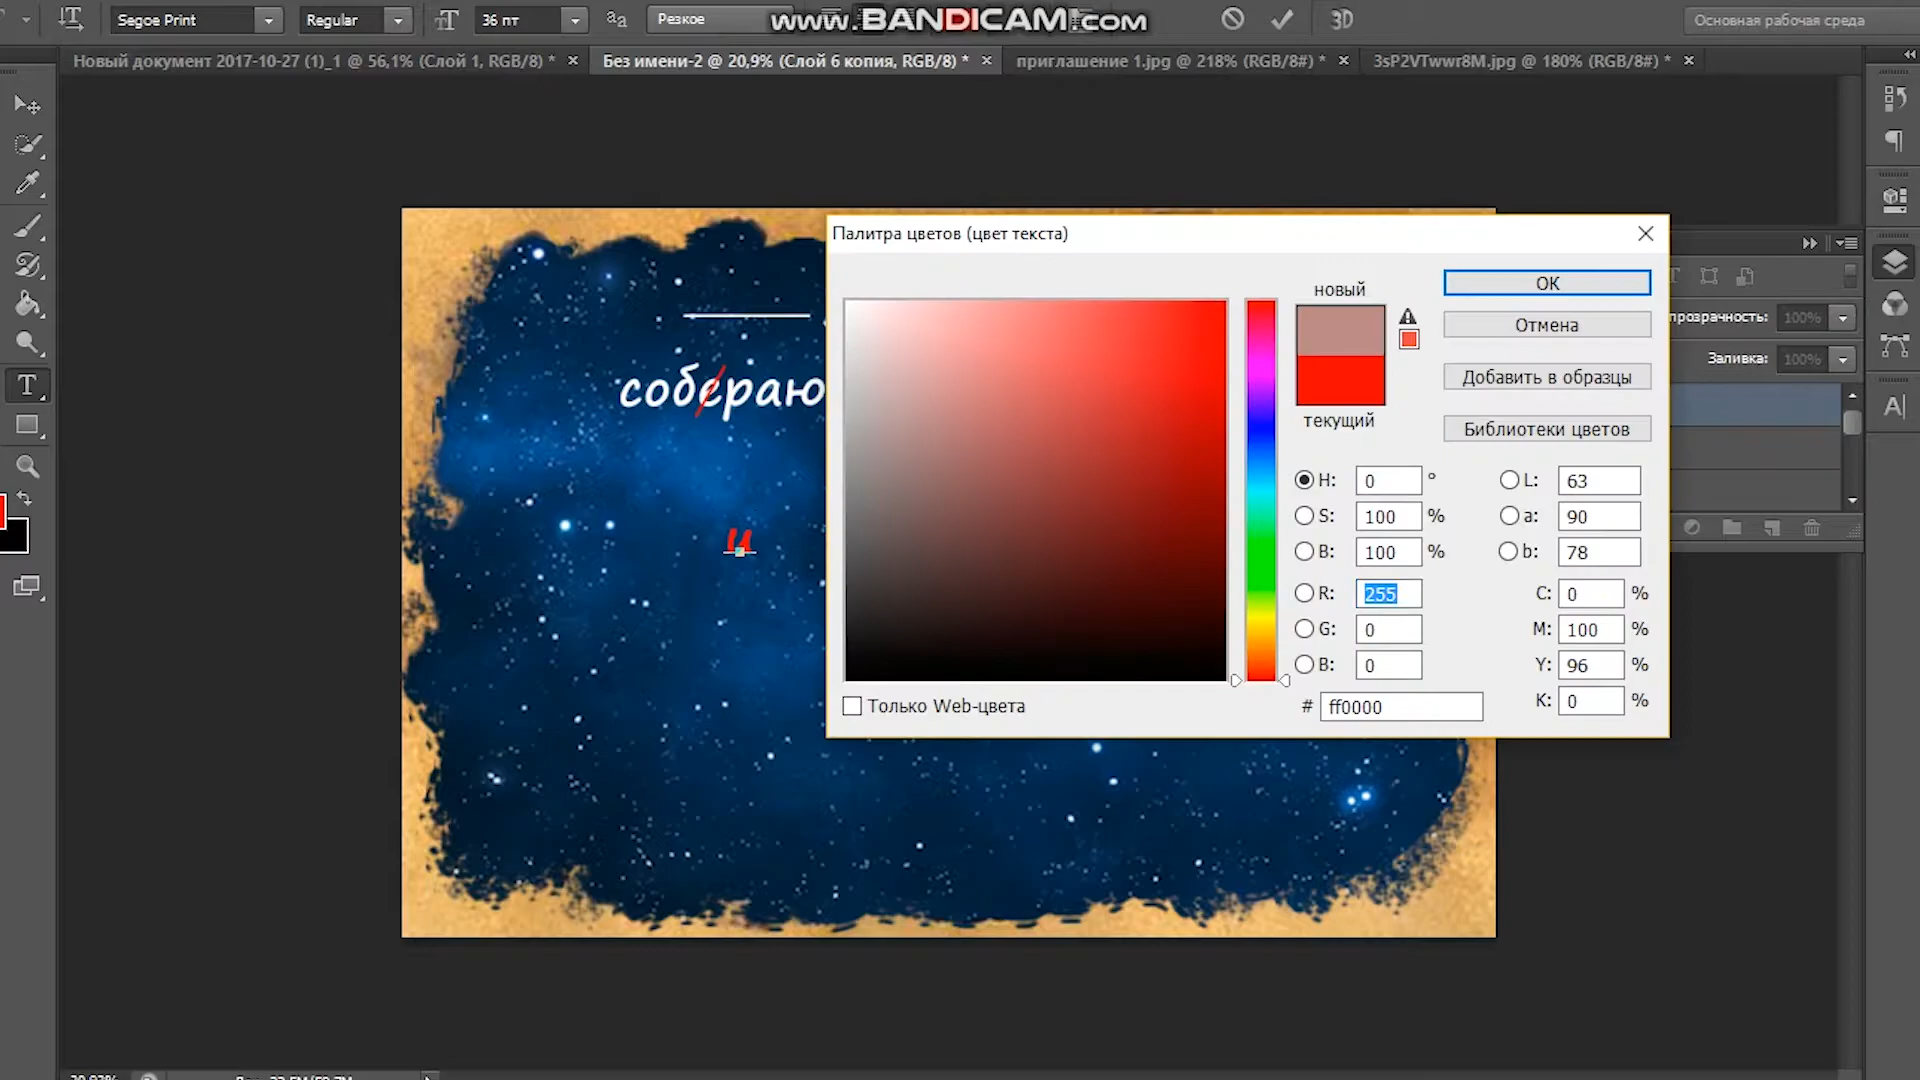 Segoe Print
Regular
36 пт
Резкое
www.BANDICAM.com
3D
Основная рабочая среда
Новый документ 2017-10-27 (1)_1 @ 56,1% (Слой 1, RGB/8) *
Без имени-2 @ 20,9% (Слой 6 копия, RGB/8) *
приглашение 1.jpg @ 218% (RGB/8#) *
3sP2VTwwr8M.jpg @ 180% (RGB/8#) *
Палитра цветов (цвет текста)
новый
текущий
ОК
Отмена
Добавить в образцы
Библиотеки цветов
прозрачность: 100%
Заливка: 100%
собераю
и
H: 0 °
S: 100 %
B: 100 %
R: 255
G: 0
B: 0
L: 63
a: 90
b: 78
C: 0 %
M: 100 %
Y: 96 %
K: 0 %
# ff0000
Только Web-цвета